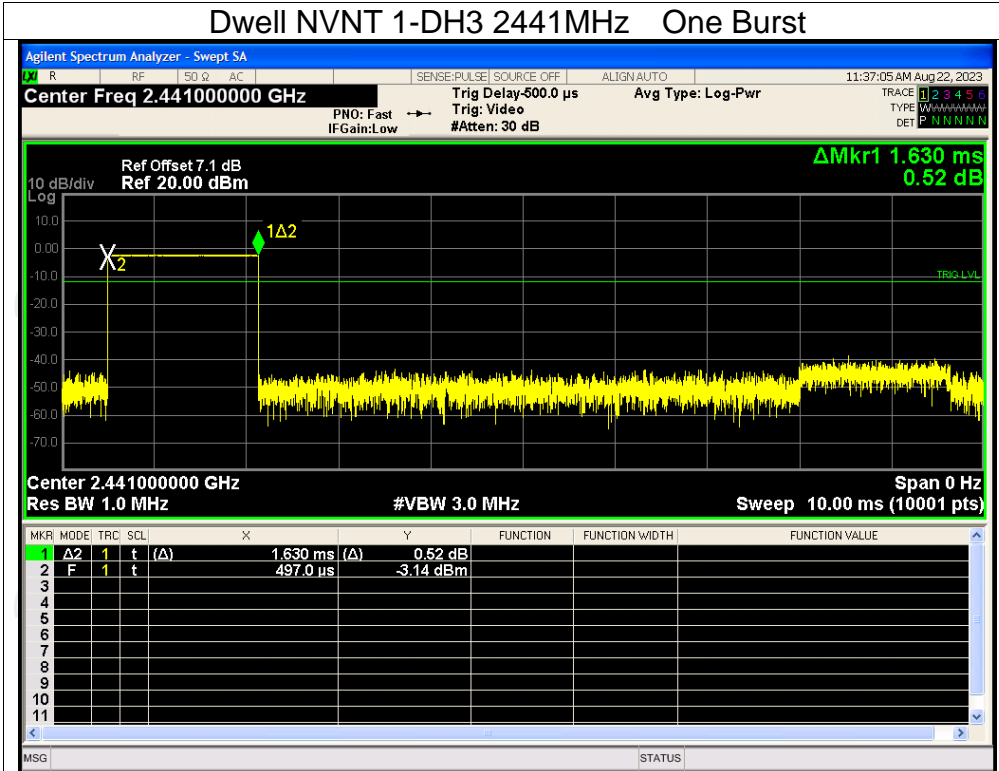 Dwell NVNT 1-DH3 2441MHz One Burst
Agilent Spectrum Analyzer - Swept SA
LXI R RF 50 Ω AC SENSE:PULSE SOURCE OFF ALIGN AUTO 11:37:05 AM Aug 22, 2023
Center Freq 2.441000000 GHz
PNO: Fast
IFGain:Low
Trig Delay-500.0 µs
Trig: Video
#Atten: 30 dB
Avg Type: Log-Pwr
TRACE 1 2 3 4 5 6
TYPE WWWWWW
DET P N N N N N
ΔMkr1 1.630 ms
0.52 dB
Ref Offset 7.1 dB
10 dB/div Ref 20.00 dBm
Log
10.0
0.00
-10.0
-20.0
-30.0
-40.0
-50.0
-60.0
-70.0
1Δ2
X2
TRIG LVL
Center 2.441000000 GHz Span 0 Hz
Res BW 1.0 MHz #VBW 3.0 MHz Sweep 10.00 ms (10001 pts)
MKR MODE TRC SCL X Y FUNCTION FUNCTION WIDTH FUNCTION VALUE
1 Δ2 1 t (Δ) 1.630 ms (Δ) 0.52 dB
2 F 1 t 497.0 µs -3.14 dBm
3
4
5
6
7
8
9
10
11
MSG STATUS